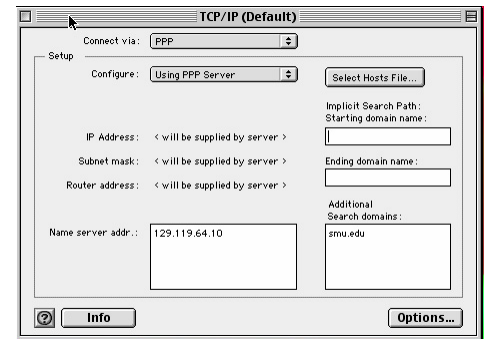 TCP/IP (Default)
Connect via: PPP
Setup
Configure: Using PPP Server
Select Hosts File...
Implicit Search Path:
Starting domain name:
IP Address: < will be supplied by server >
Subnet mask: < will be supplied by server >
Ending domain name:
Router address: < will be supplied by server >
Additional
Search domains:
Name server addr.: 129.119.64.10
smu.edu
? Info
Options...